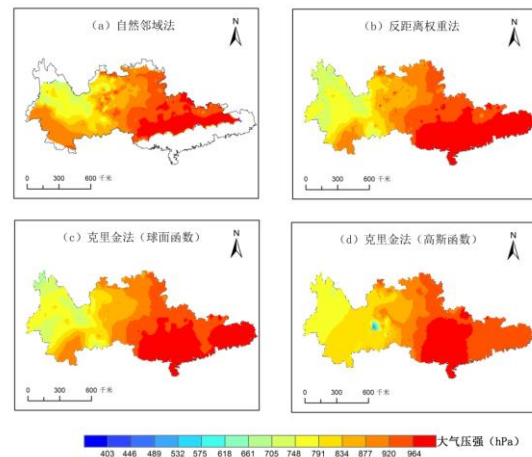 (a) 自然邻域法
N
0 300 600 千米
(b) 反距离权重法
N
0 300 600 千米
(c) 克里金法（球面函数）
N
0 300 600 千米
(d) 克里金法（高斯函数）
N
0 300 600 千米
大气压强（hPa）
403 446 489 532 575 618 661 705 748 791 834 877 920 964